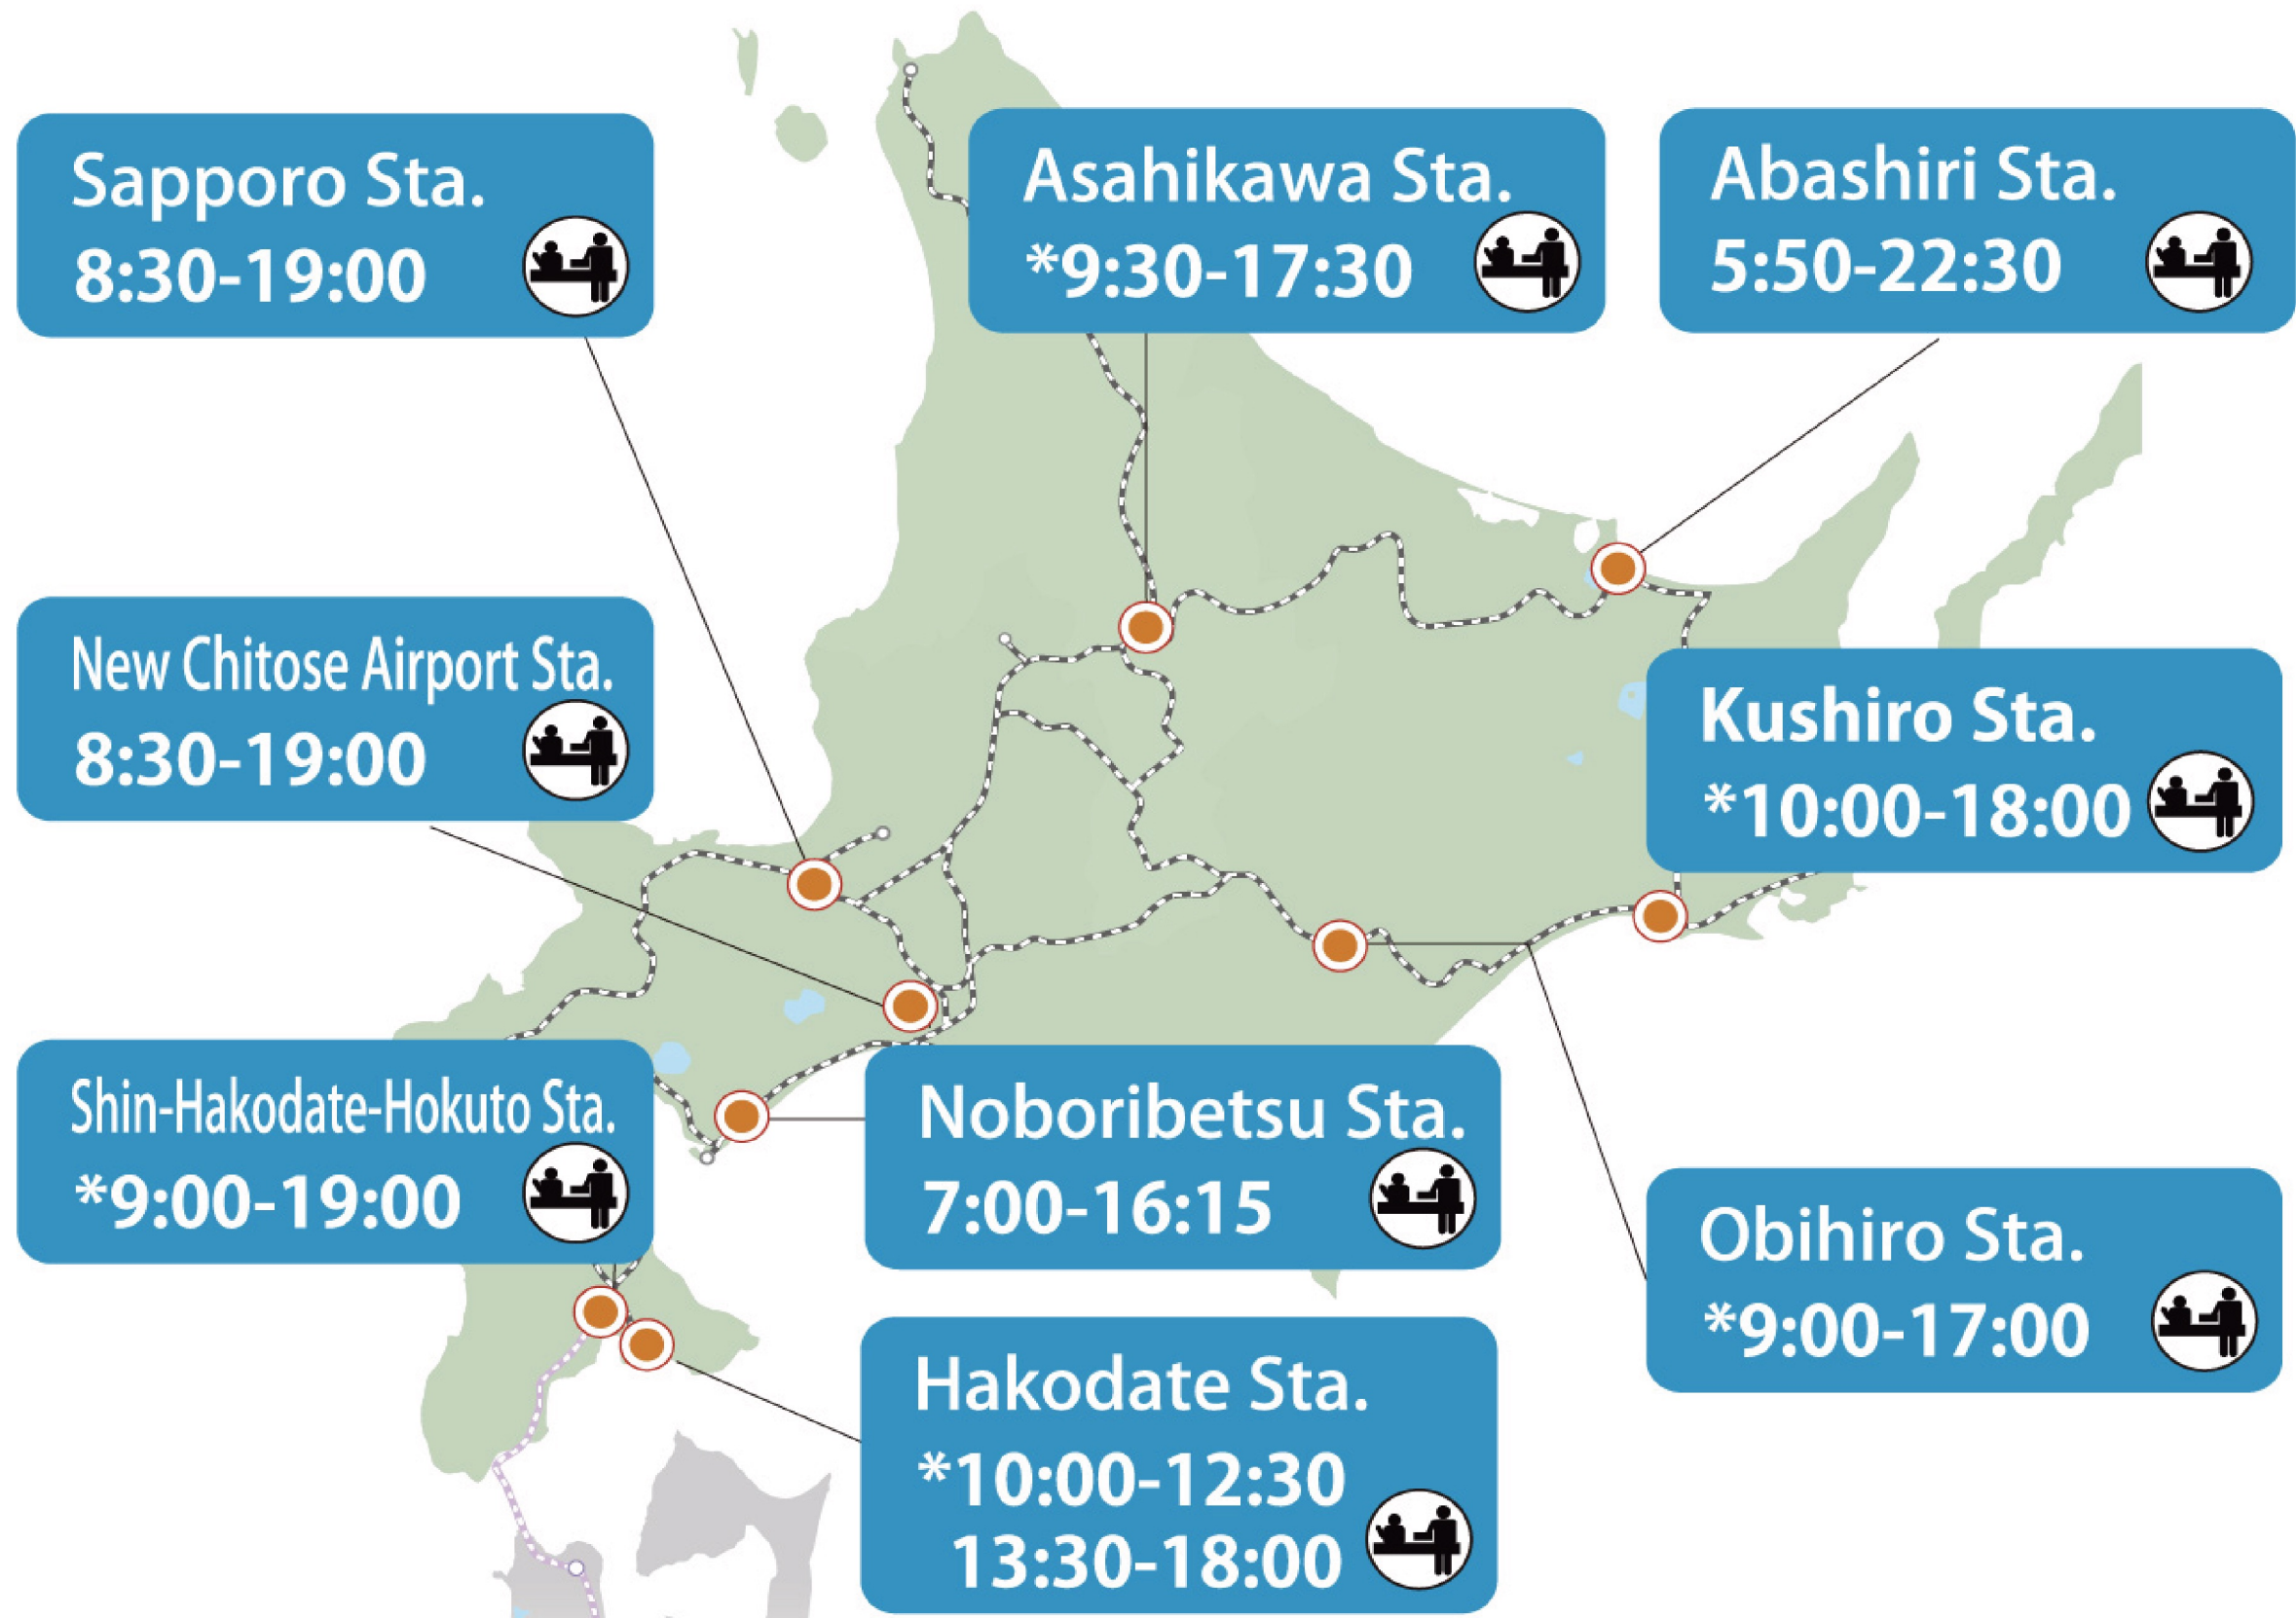 Sapporo Sta.
8:30-19:00
Asahikawa Sta.
*9:30-17:30
Abashiri Sta.
5:50-22:30
New Chitose Airport Sta.
8:30-19:00
Kushiro Sta.
*10:00-18:00
Shin-Hakodate-Hokuto Sta.
*9:00-19:00
Noboribetsu Sta.
7:00-16:15
Obihiro Sta.
*9:00-17:00
Hakodate Sta.
*10:00-12:30
13:30-18:00